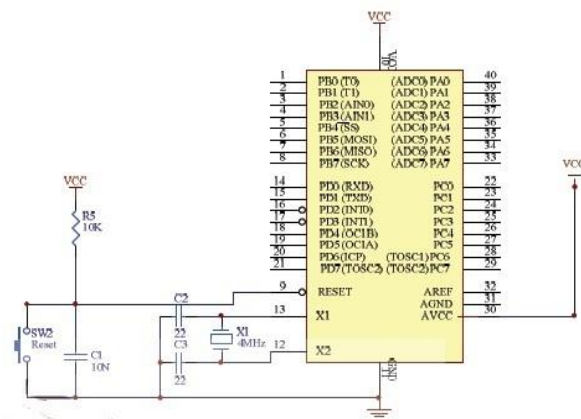 VCC
VCC
1 PB0(T0) (ADC0) PA0 40
2 PB1(T1) (ADC1) PA1 39
3 PB2(AIN0) (ADC2) PA2 38
4 PB3(AIN1) (ADC3) PA3 37
5 PB4(SS) (ADC4) PA4 36
6 PB5(MOSI) (ADC5) PA5 35
7 PB6(MISO) (ADC6) PA6 34
8 PB7(SCK) (ADC7) PA7 33
VCC
14 PD0 (RXD) PC0 22
VCC
15 PD1 (TXD) PC1 23
16 PD2 (INT0) PC2 24
R5
17 PD3 (INT1) PC3 25
10K
18 PD4 (OC1B) PC4 26
19 PD5 (OC1A) PC5 27
20 PD6 (ICP) (TOSC1) PC6 28
21 PD7 (TOSC2) (TOSC2) PC7 29
9 RESET AREF 32
C2
AGND 31
13 X1 AVCC 30
22
SW2
Reset
C1
10N
C3
X1
4MHz
12 X2
22
GND